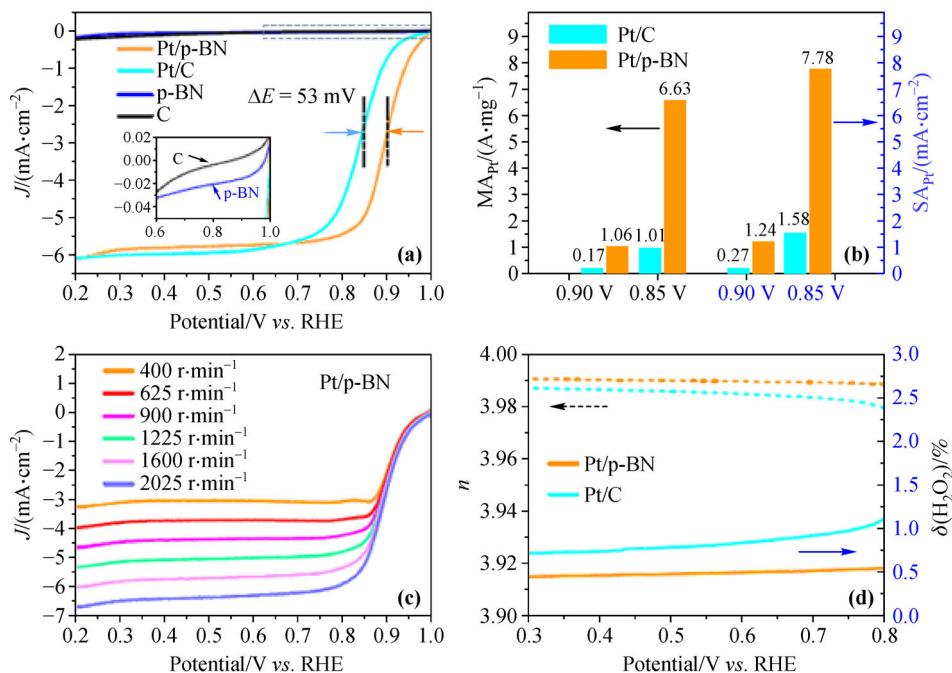 0
−1
−2
−3
−4
−5
−6
J/(mA·cm−2)
Pt/p-BN
Pt/C
p-BN
C
ΔE = 53 mV
0.02
0.00
−0.02
−0.04
C
p-BN
0.6 0.8 1.0
(a)
0.2 0.3 0.4 0.5 0.6 0.7 0.8 0.9 1.0
Potential/V vs. RHE
9
8
7
6
5
4
3
2
1
0
MAPt/(A·mg−1)
Pt/C
Pt/p-BN
0.17
1.06
1.01
6.63
0.27
1.24
1.58
7.78
(b)
0.90 V 0.85 V 0.90 V 0.85 V
9
8
7
6
5
4
3
2
1
0
SAPt/(mA·cm−2)
2
1
0
−1
−2
−3
−4
−5
−6
−7
J/(mA·cm−2)
400 r·min−1
625 r·min−1
900 r·min−1
1225 r·min−1
1600 r·min−1
2025 r·min−1
Pt/p-BN
(c)
0.2 0.3 0.4 0.5 0.6 0.7 0.8 0.9 1.0
Potential/V vs. RHE
4.00
3.98
3.96
3.94
3.92
3.90
n
Pt/p-BN
Pt/C
(d)
0.3 0.4 0.5 0.6 0.7 0.8
Potential/V vs. RHE
3.0
2.5
2.0
1.5
1.0
0.5
0.0
δ(H2O2)/%